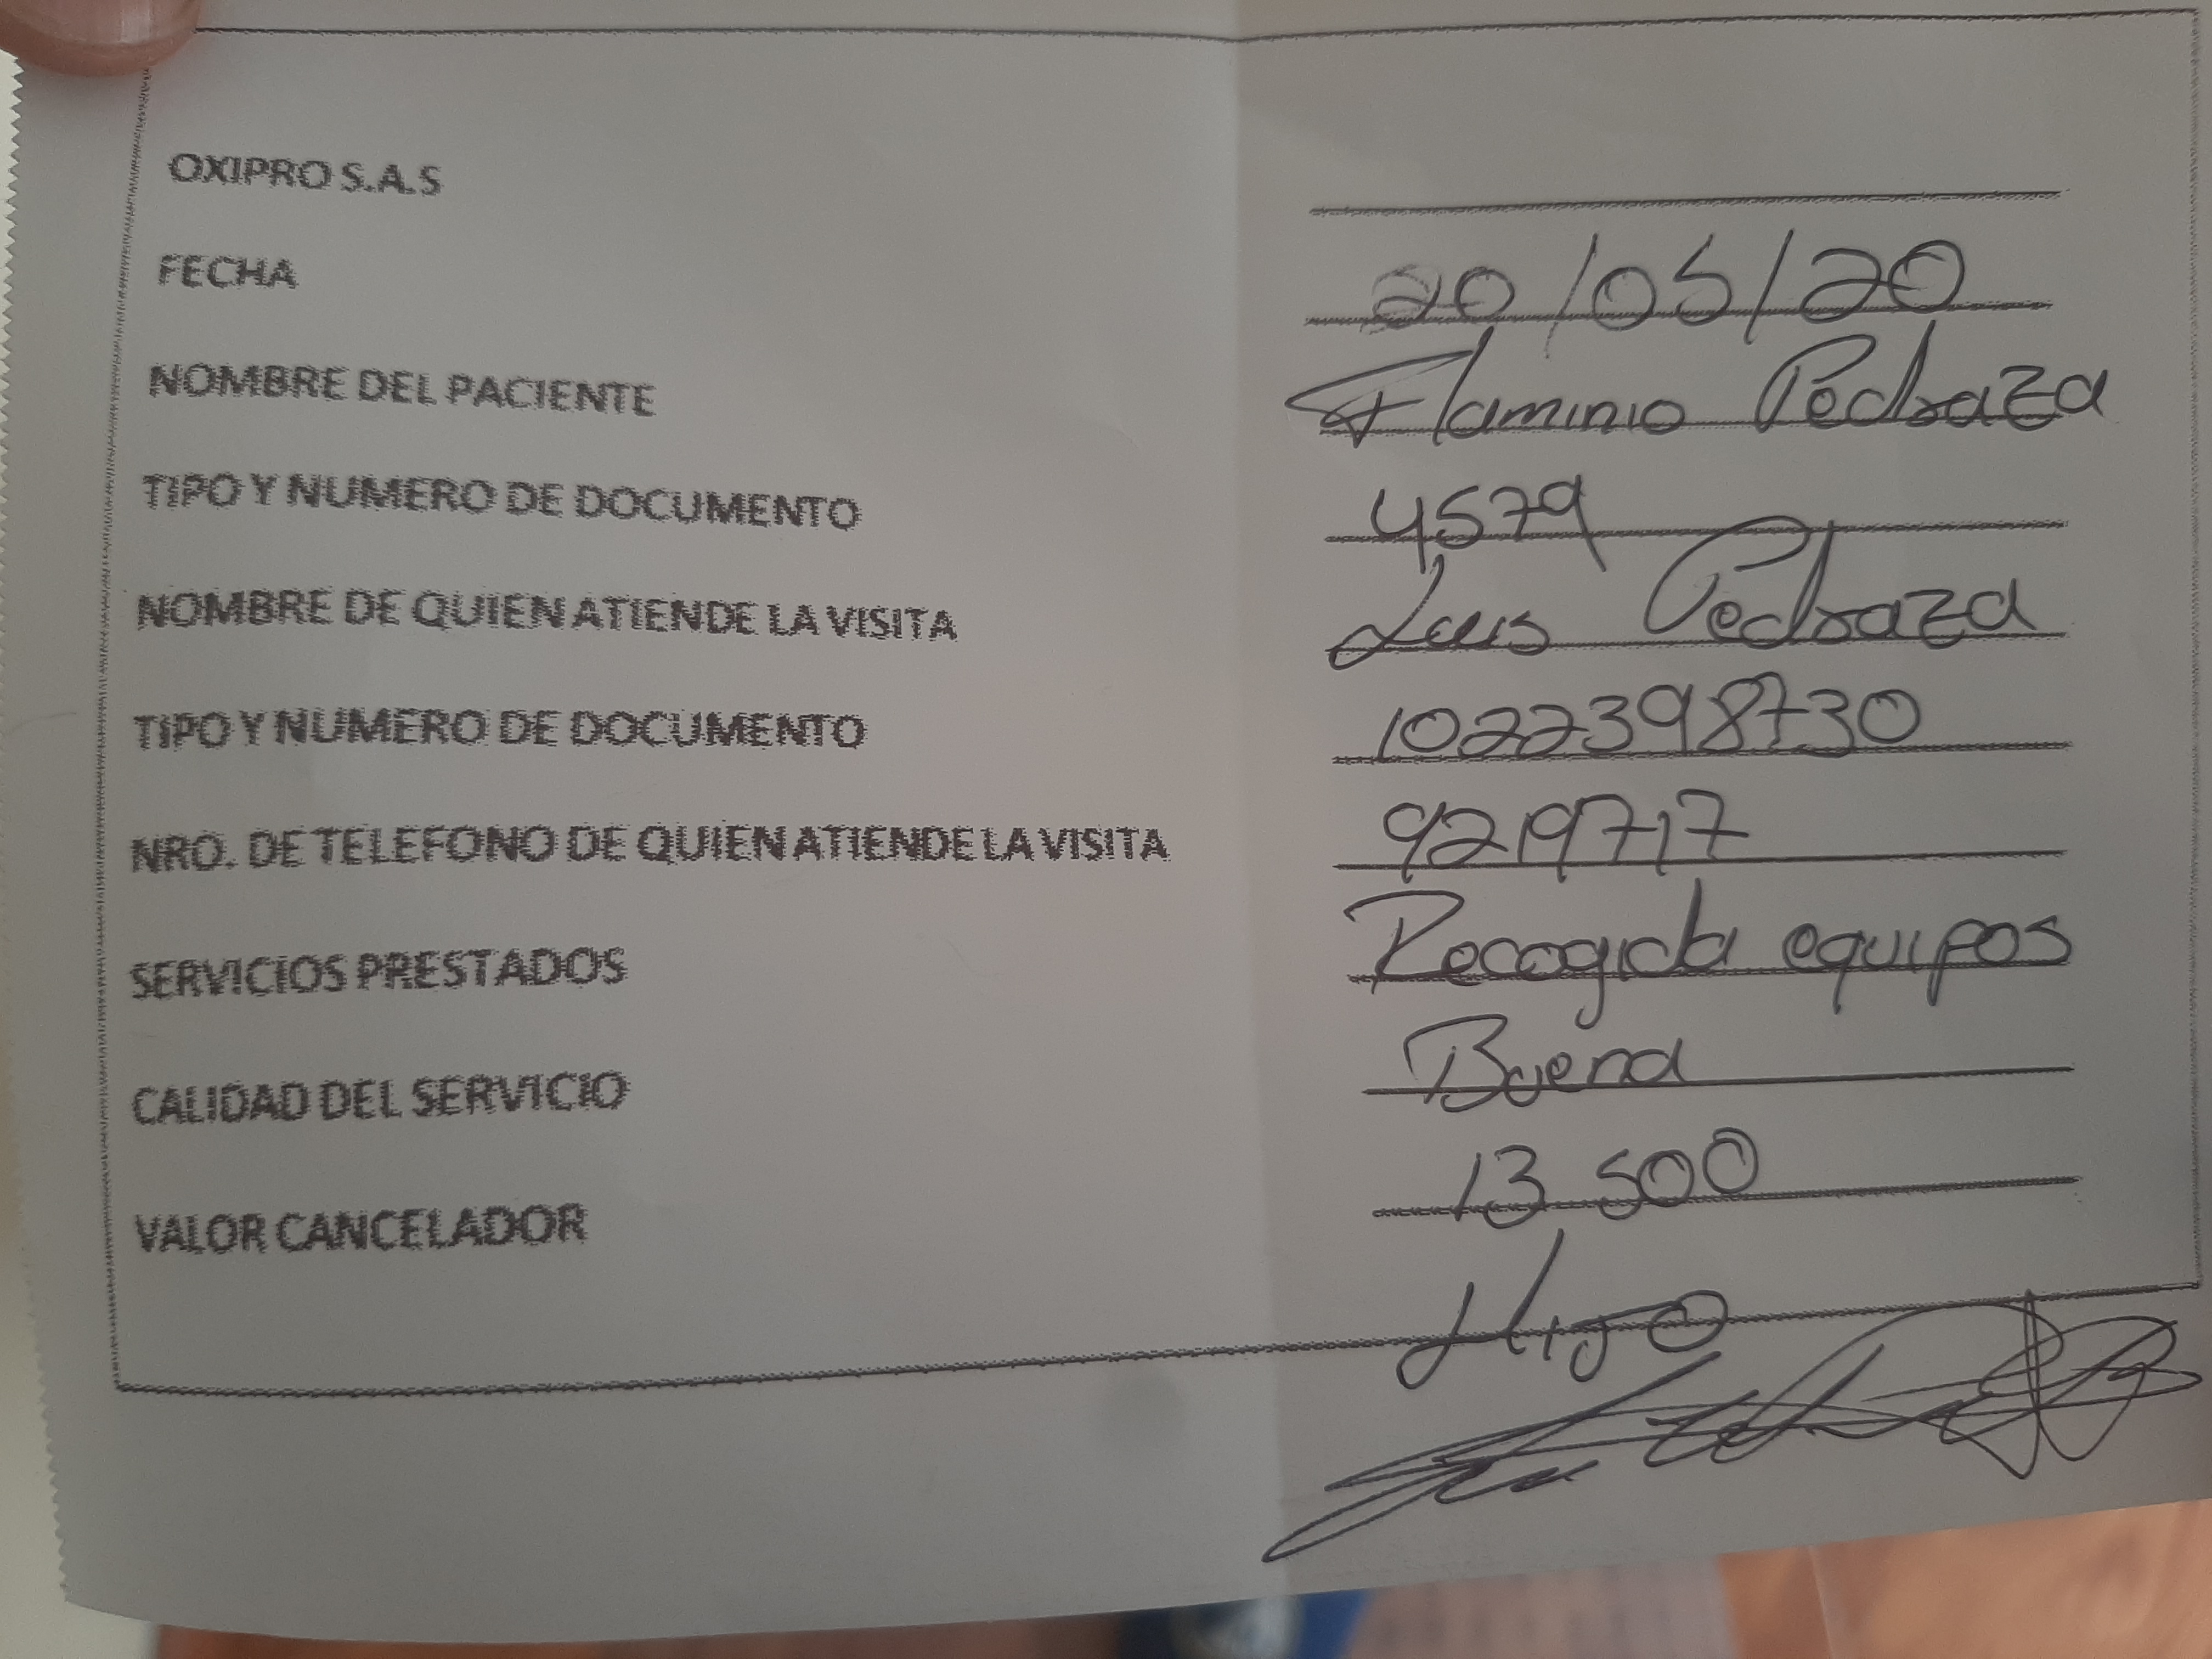 OXIPRO S.A.S
FECHA 20/05/20
NOMBRE DEL PACIENTE Flaminio Pedraza
TIPO Y NUMERO DE DOCUMENTO 4579
NOMBRE DE QUIEN ATIENDE LA VISITA Luis Pedraza
TIPO Y NUMERO DE DOCUMENTO 1022398730
NRO. DE TELEFONO DE QUIEN ATIENDE LA VISITA 9219717
SERVICIOS PRESTADOS Recogida equipos
CALIDAD DEL SERVICIO Buena
VALOR CANCELADOR 13 500
Hijo